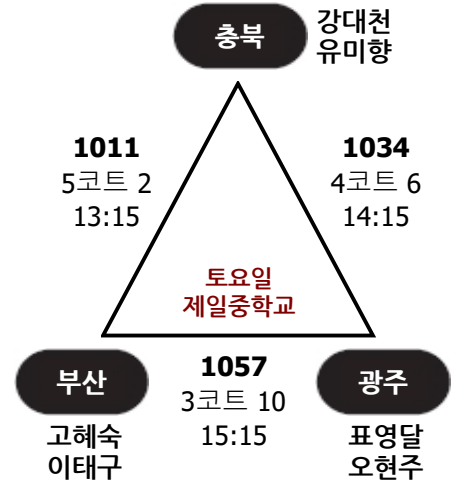 충북
강대천
유미향
1011
5코트 2
13:15
1034
4코트 6
14:15
토요일
제일중학교
부산
고혜숙
이태구
1057
3코트 10
15:15
광주
표영달
오현주